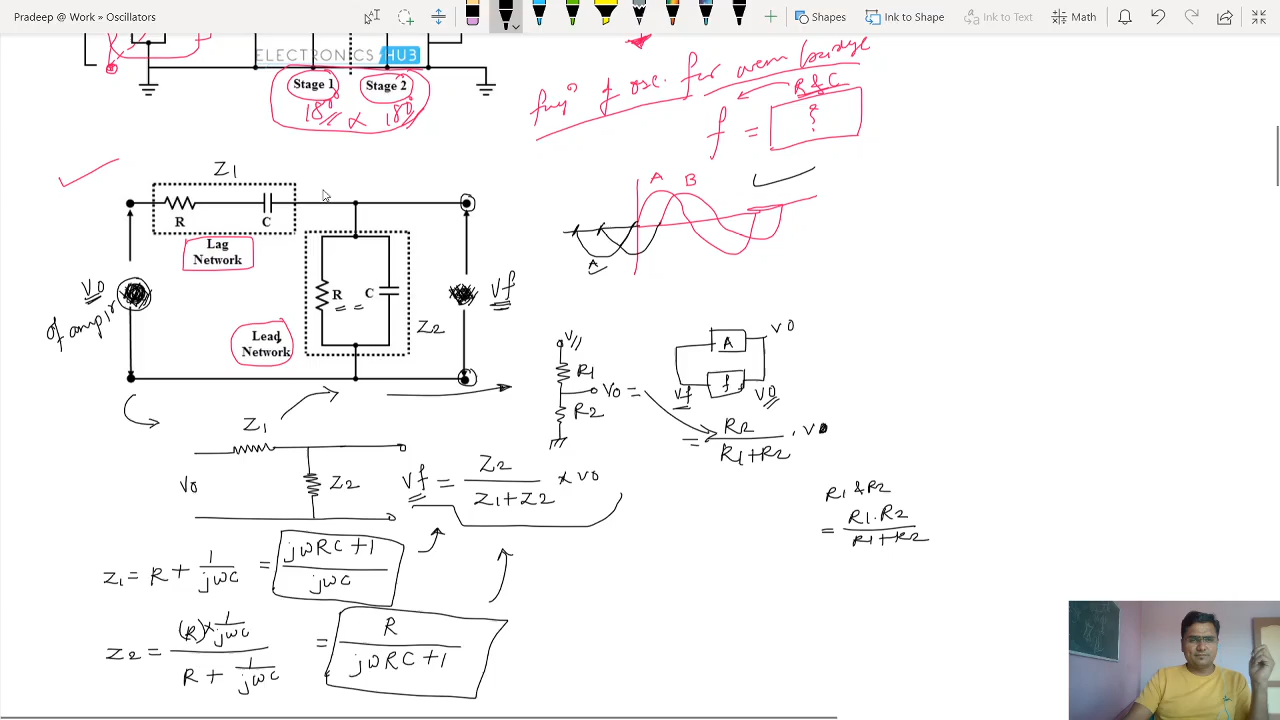 Pradeep @ Work » Oscillators
Shapes
Ink to Shape
Ink to Text
Math
ELECTRONICS HUB
Stage 1
Stage 2
180° & 180°
of osc. for wein bridge
R & C
f = ?
Z1
R
C
Lag
Network
V0
of
R
C
Vf
Z2
Lead
Network
A
B
A
V
R1
V0 =
R2
A
V0
f
Vf
V0
= R2 / R1+R2 . V
Z1
V0
Z2
Vf = Z2 / Z1+Z2 × V0
R1 & R2
= R1.R2 / R1+R2
Z1 = R + 1/jωC = jωRC+1 / jωC
Z2 = (R)×1/jωC / R + 1/jωC = R / jωRC+1